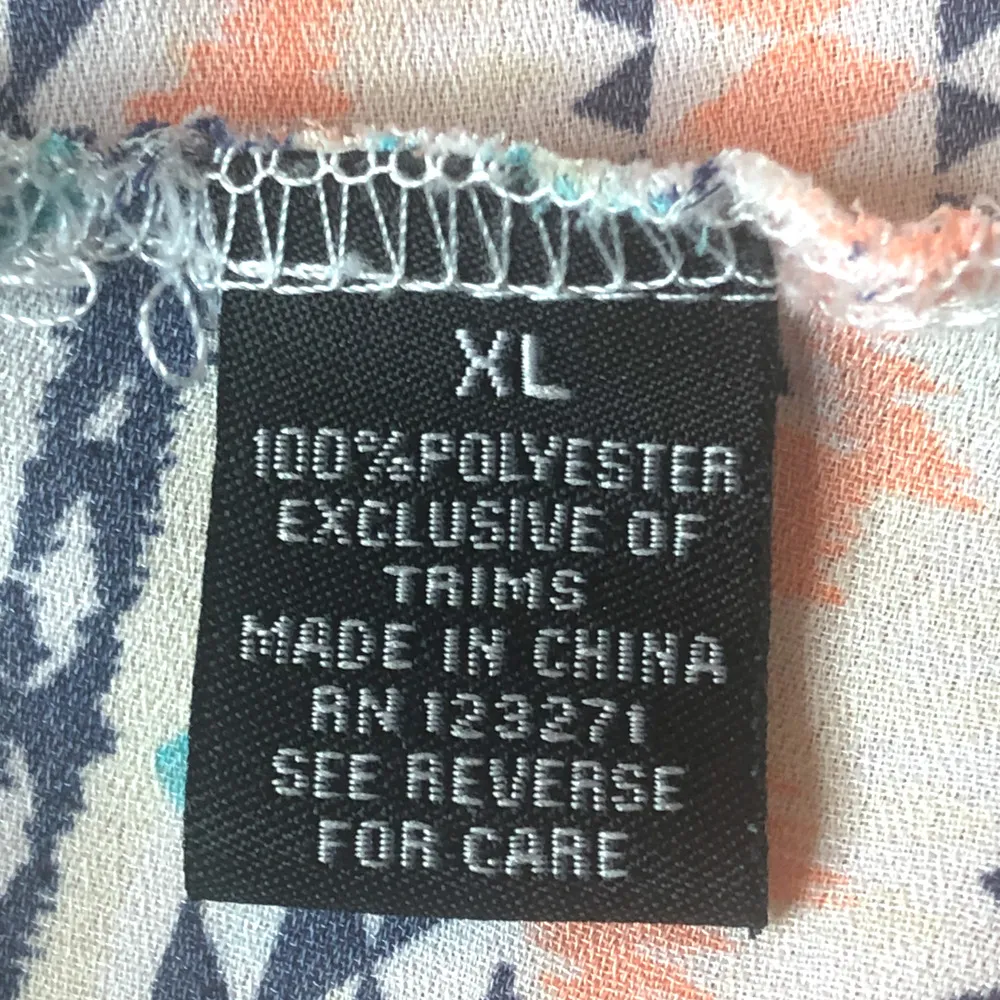 XL
100%POLYESTER
EXCLUSIVE OF
TRIMS
MADE IN CHINA
RN 123271
SEE REVERSE
FOR CARE